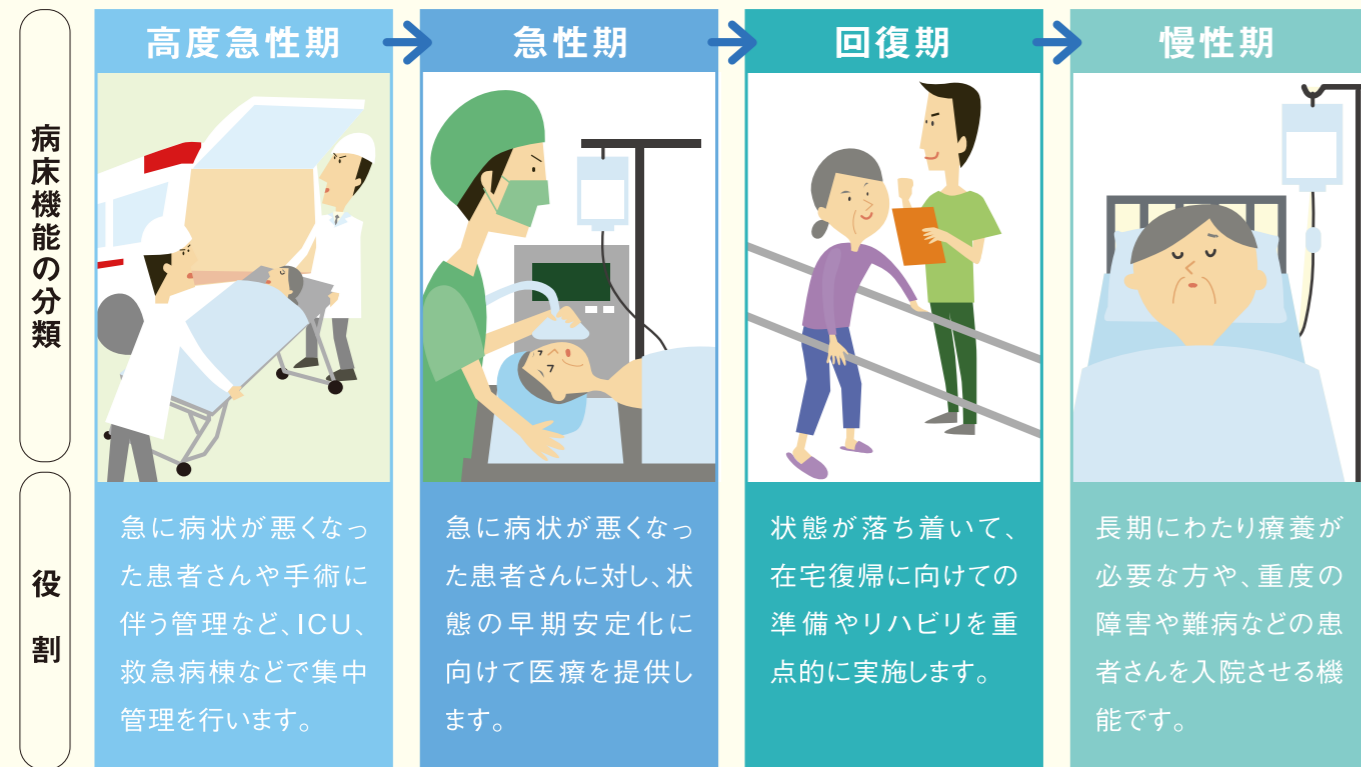 病床機能の分類
高度急性期
急性期
回復期
慢性期
役割
急に病状が悪くなっ
た患者さんや手術に
伴う管理など、ICU、
救急病棟などで集中
管理を行います。
急に病状が悪くなっ
た患者さんに対し、状
態の早期安定化に
向けて医療を提供し
ます。
状態が落ち着いて、
在宅復帰に向けての
準備やリハビリを重
点的に実施します。
長期にわたり療養が
必要な方や、重度の
障害や難病などの患
者さんを入院させる機
能です。